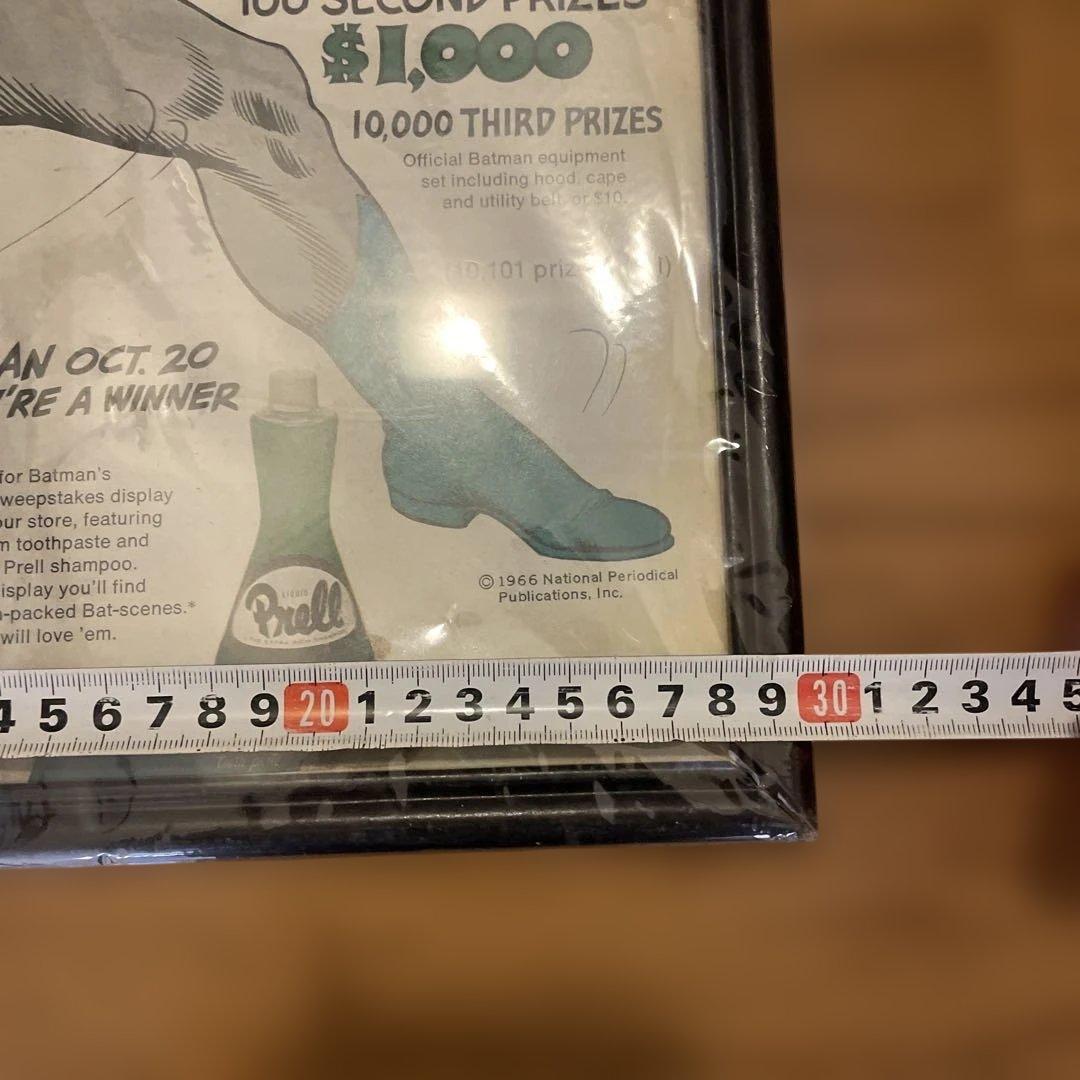 100 SECOND PRIZES
$1,000
10,000 THIRD PRIZES
Official Batman equipment
set including hood, cape
and utility belt, or $10.
(10,101
AN OCT. 20
'RE A WINNER
for Batman's
weepstakes display
our store, featuring
m toothpaste and
Prell shampoo.
isplay you'll find
-packed Bat-scenes.*
will love 'em.
LIQUID
Prell
© 1966 National Periodical
Publications, Inc.
4 5 6 7 8 9 20 1 2 3 4 5 6 7 8 9 30 1 2 3 4 5